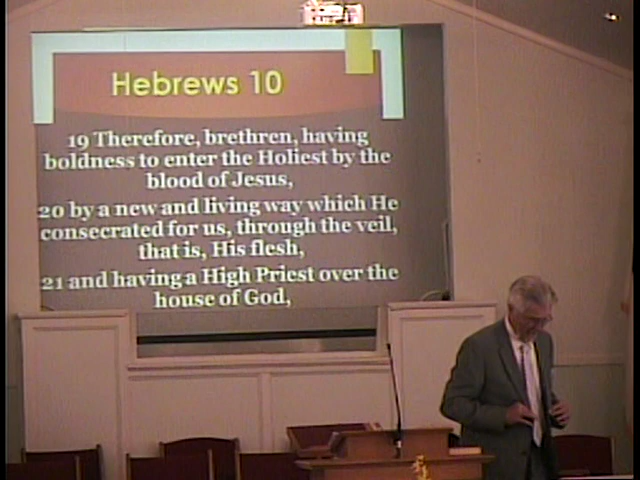 Hebrews 10
19 Therefore, brethren, having
boldness to enter the Holiest by the
blood of Jesus,
20 by a new and living way which He
consecrated for us, through the veil,
that is, His flesh,
21 and having a High Priest over the
house of God,